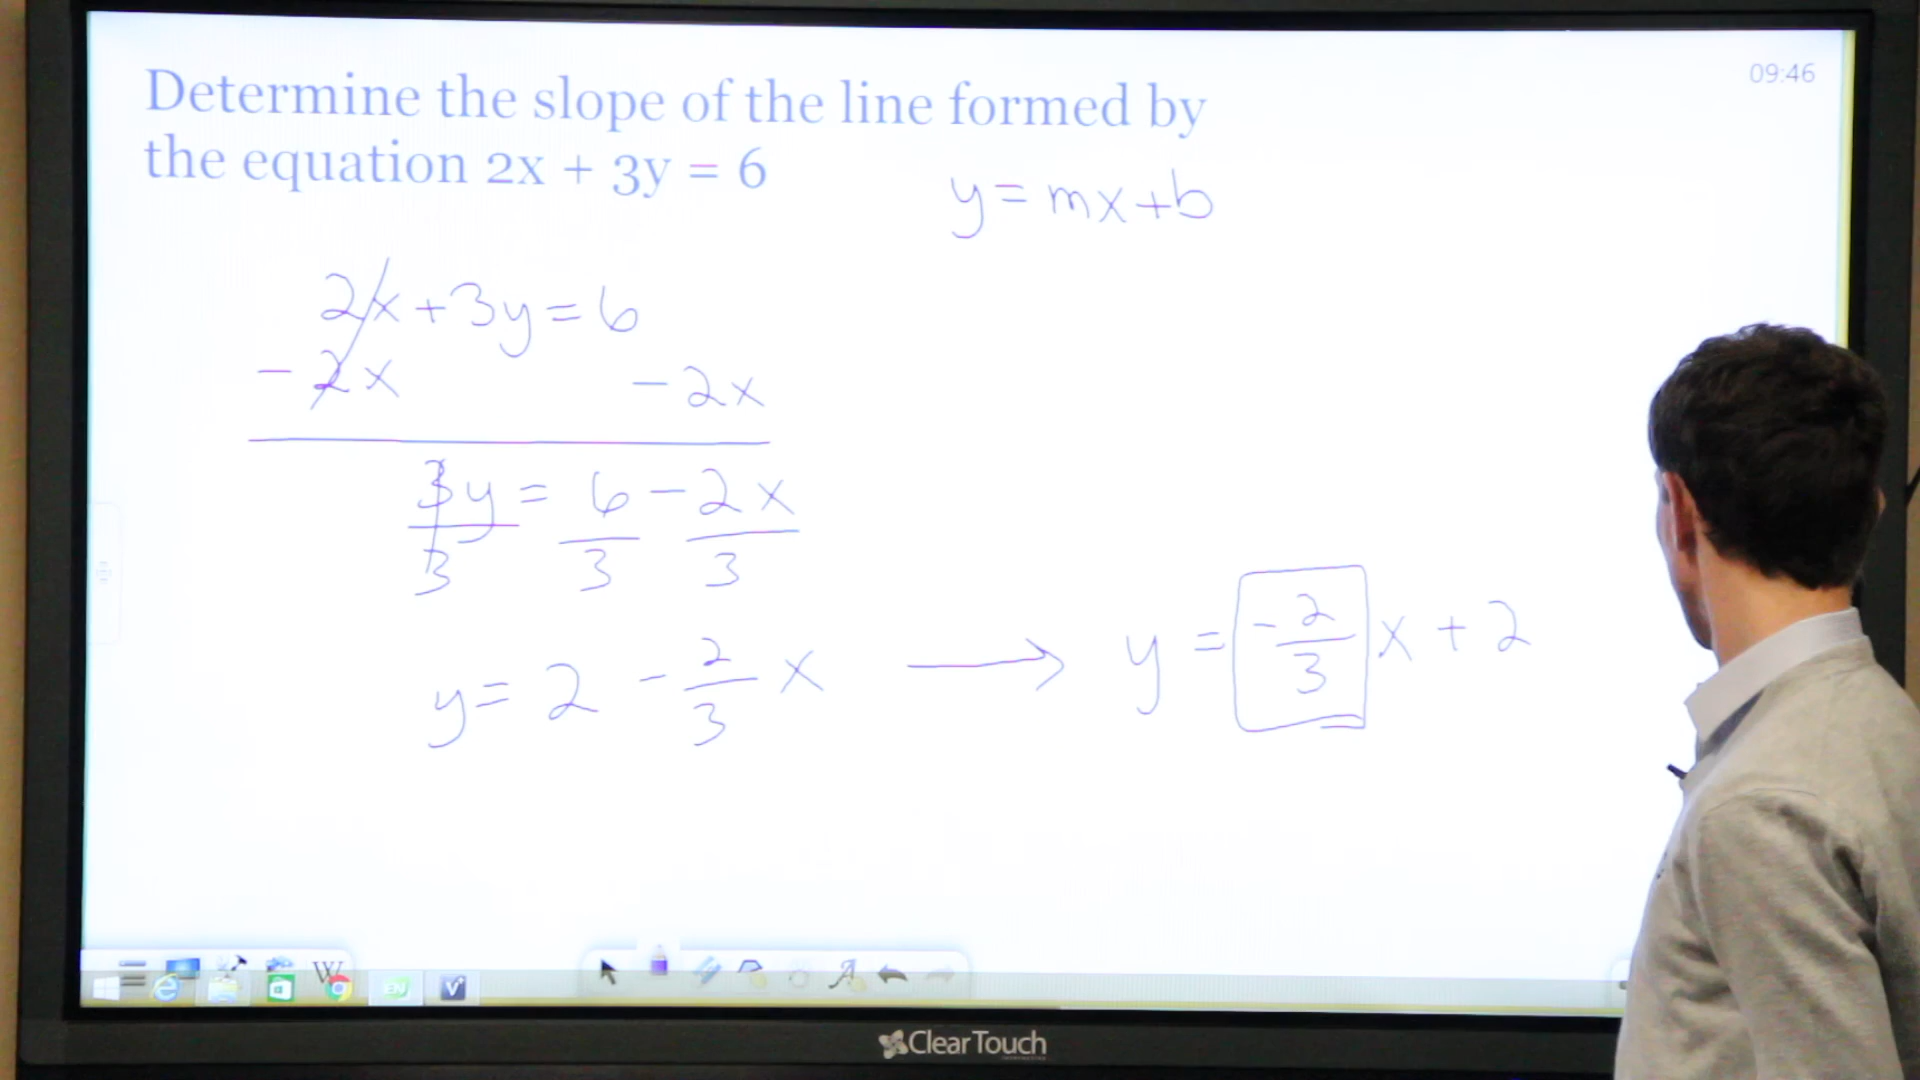 09:46
Determine the slope of the line formed by
the equation 2x + 3y = 6
y = mx + b
2x + 3y = 6
- 2x - 2x
3y = 6 - 2x
3 3 3
y = 2 - 2/3 x → y = -2/3 x + 2
W
EN
V
ClearTouch